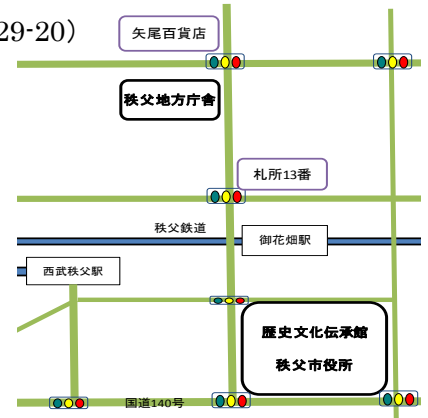 29-20）
矢尾百貨店
秩父地方庁舎
札所13番
秩父鉄道
御花畑駅
西武秩父駅
歴史文化伝承館
秩父市役所
国道140号